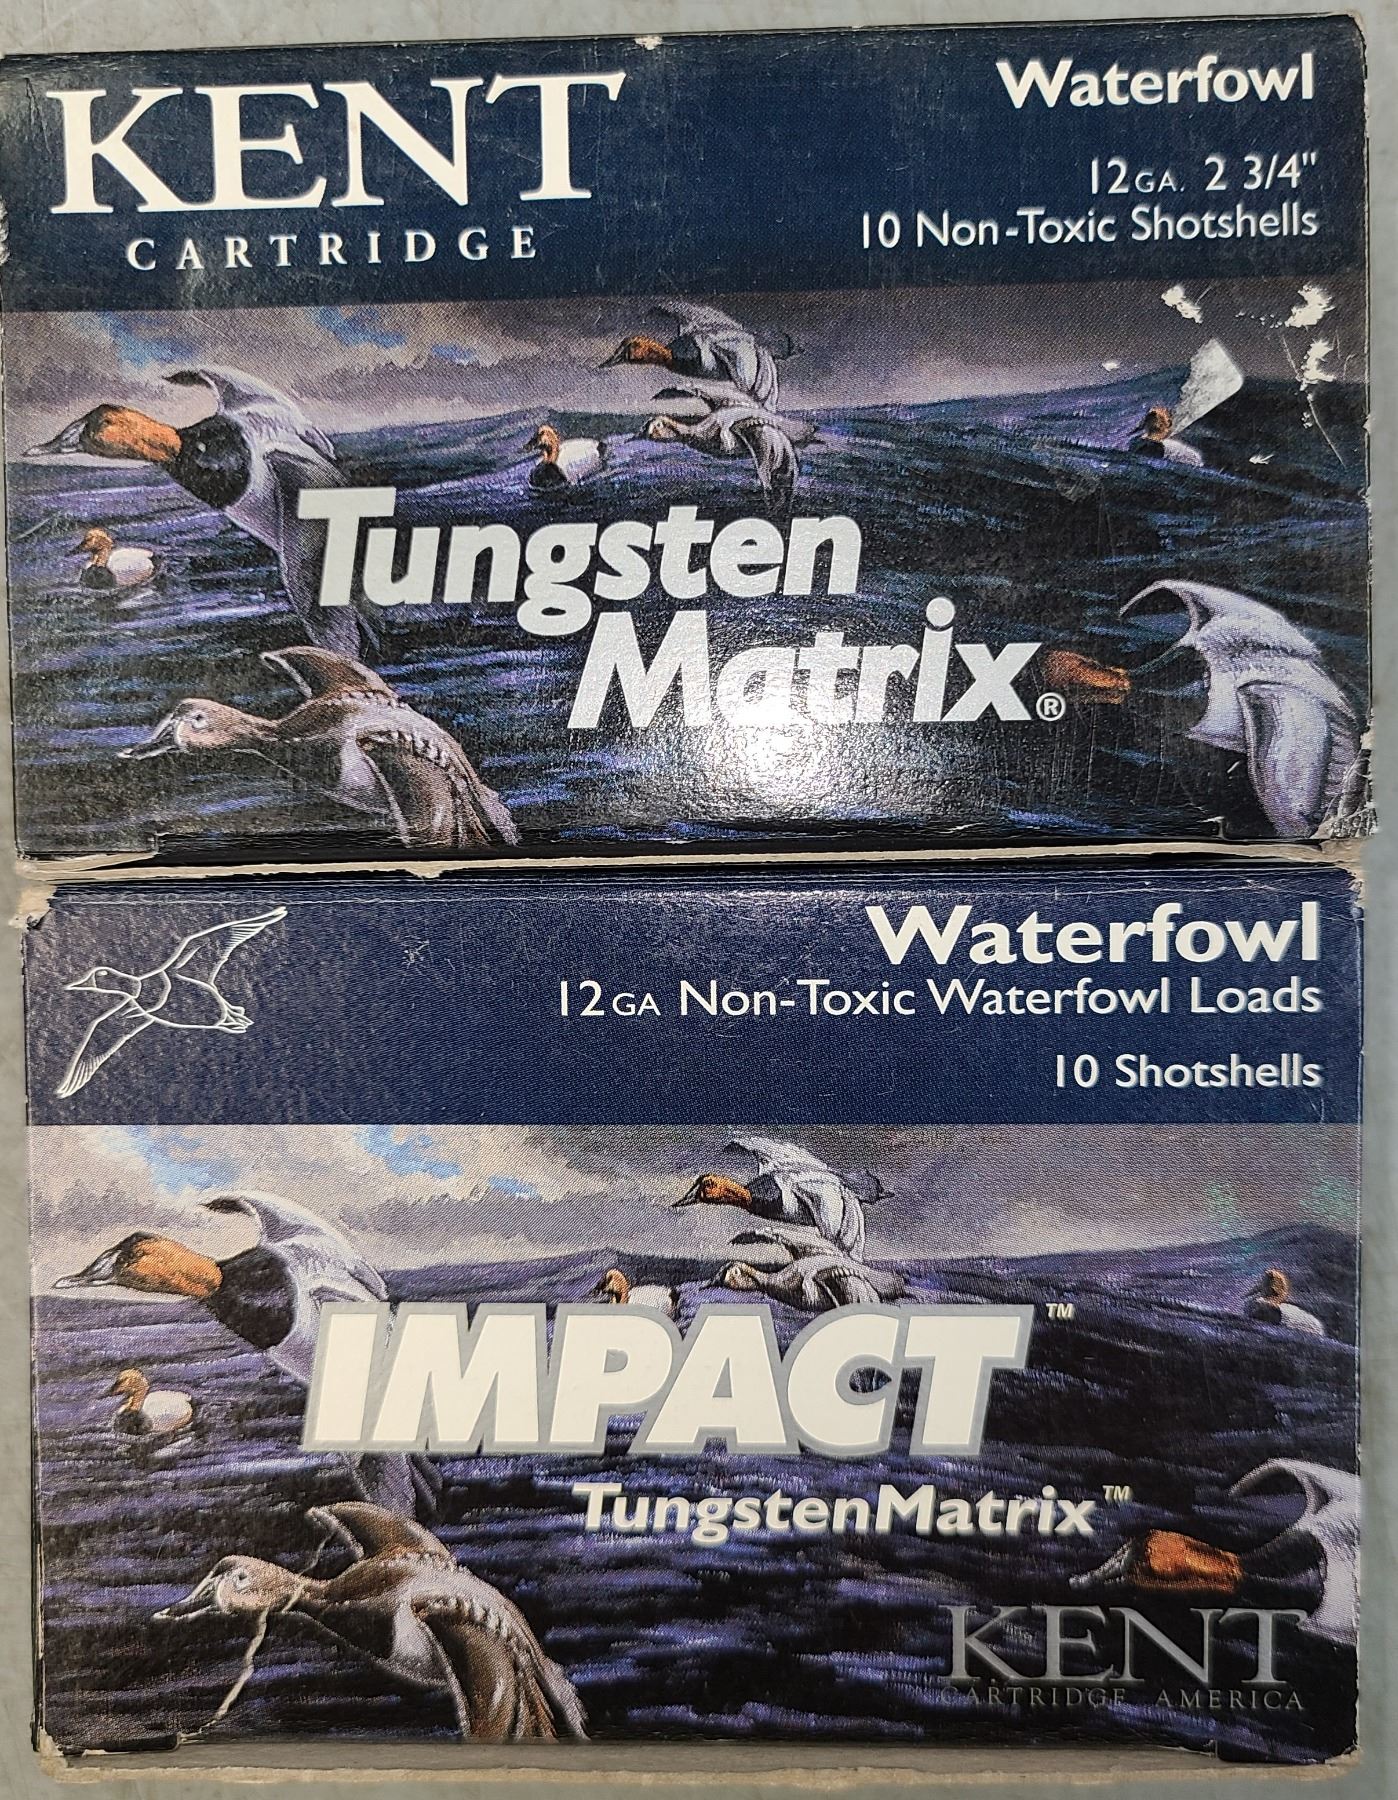 KENT
CARTRIDGE
Waterfowl
12GA. 2 3/4"
10 Non-Toxic Shotshells
Tungsten
Matrix®
Waterfowl
12GA Non-Toxic Waterfowl Loads
10 Shotshells
IMPACT™
TungstenMatrix™
KENT
CARTRIDGE AMERICA